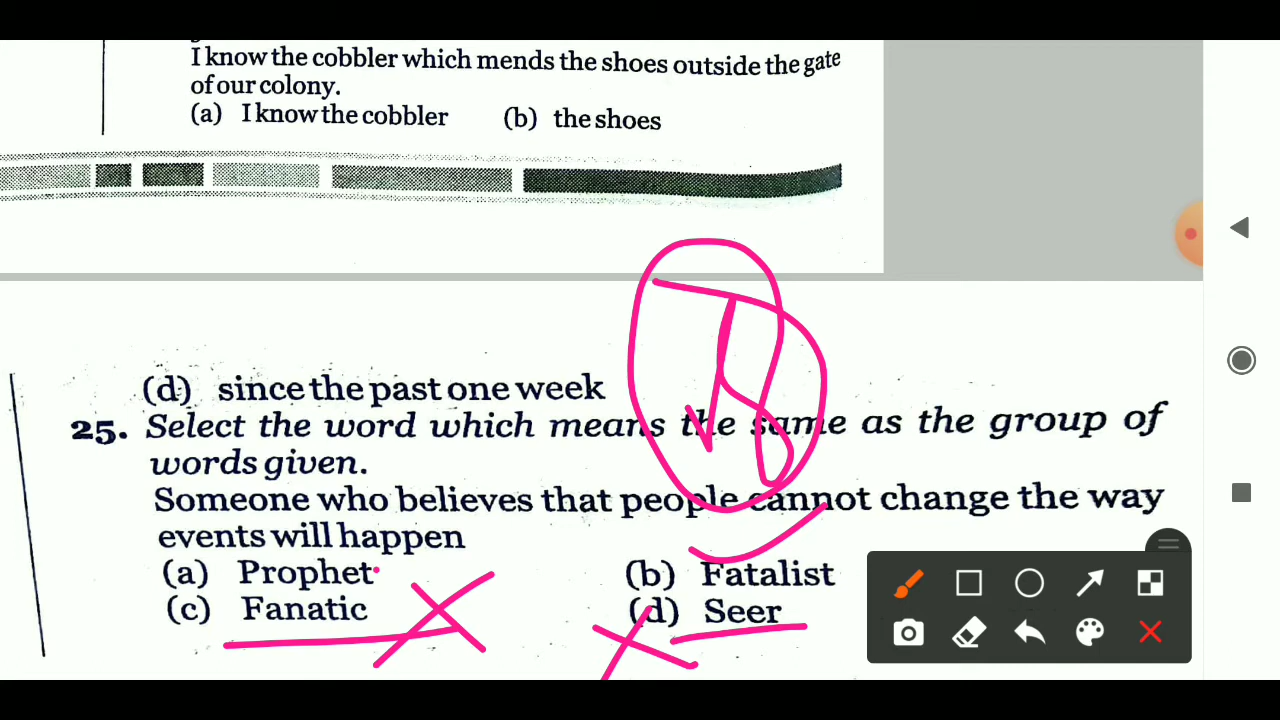 I know the cobbler which mends the shoes outside the gate
of our colony.
(a) I know the cobbler (b) the shoes
(d) since the past one week
25. Select the word which means the same as the group of
words given.
Someone who believes that people cannot change the way
events will happen
(a) Prophet (b) Fatalist
(c) Fanatic (d) Seer